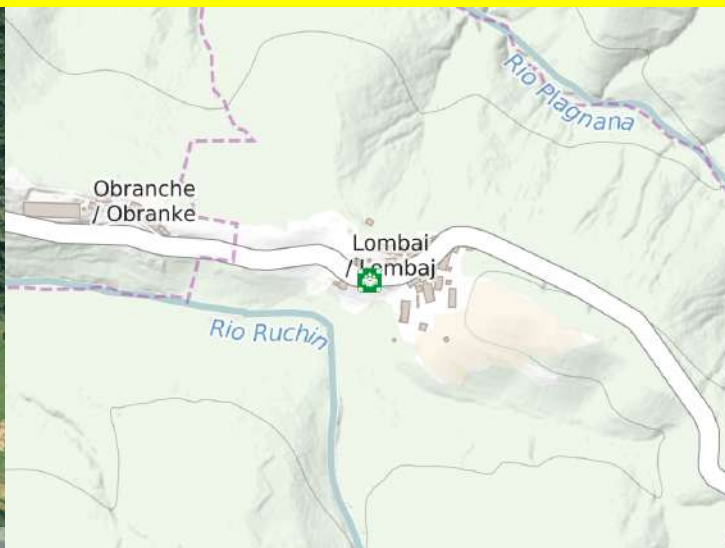 Rio Plagnana
Obranche
/ Obranke
Lombai
/ Lombaj
Rio Ruchin